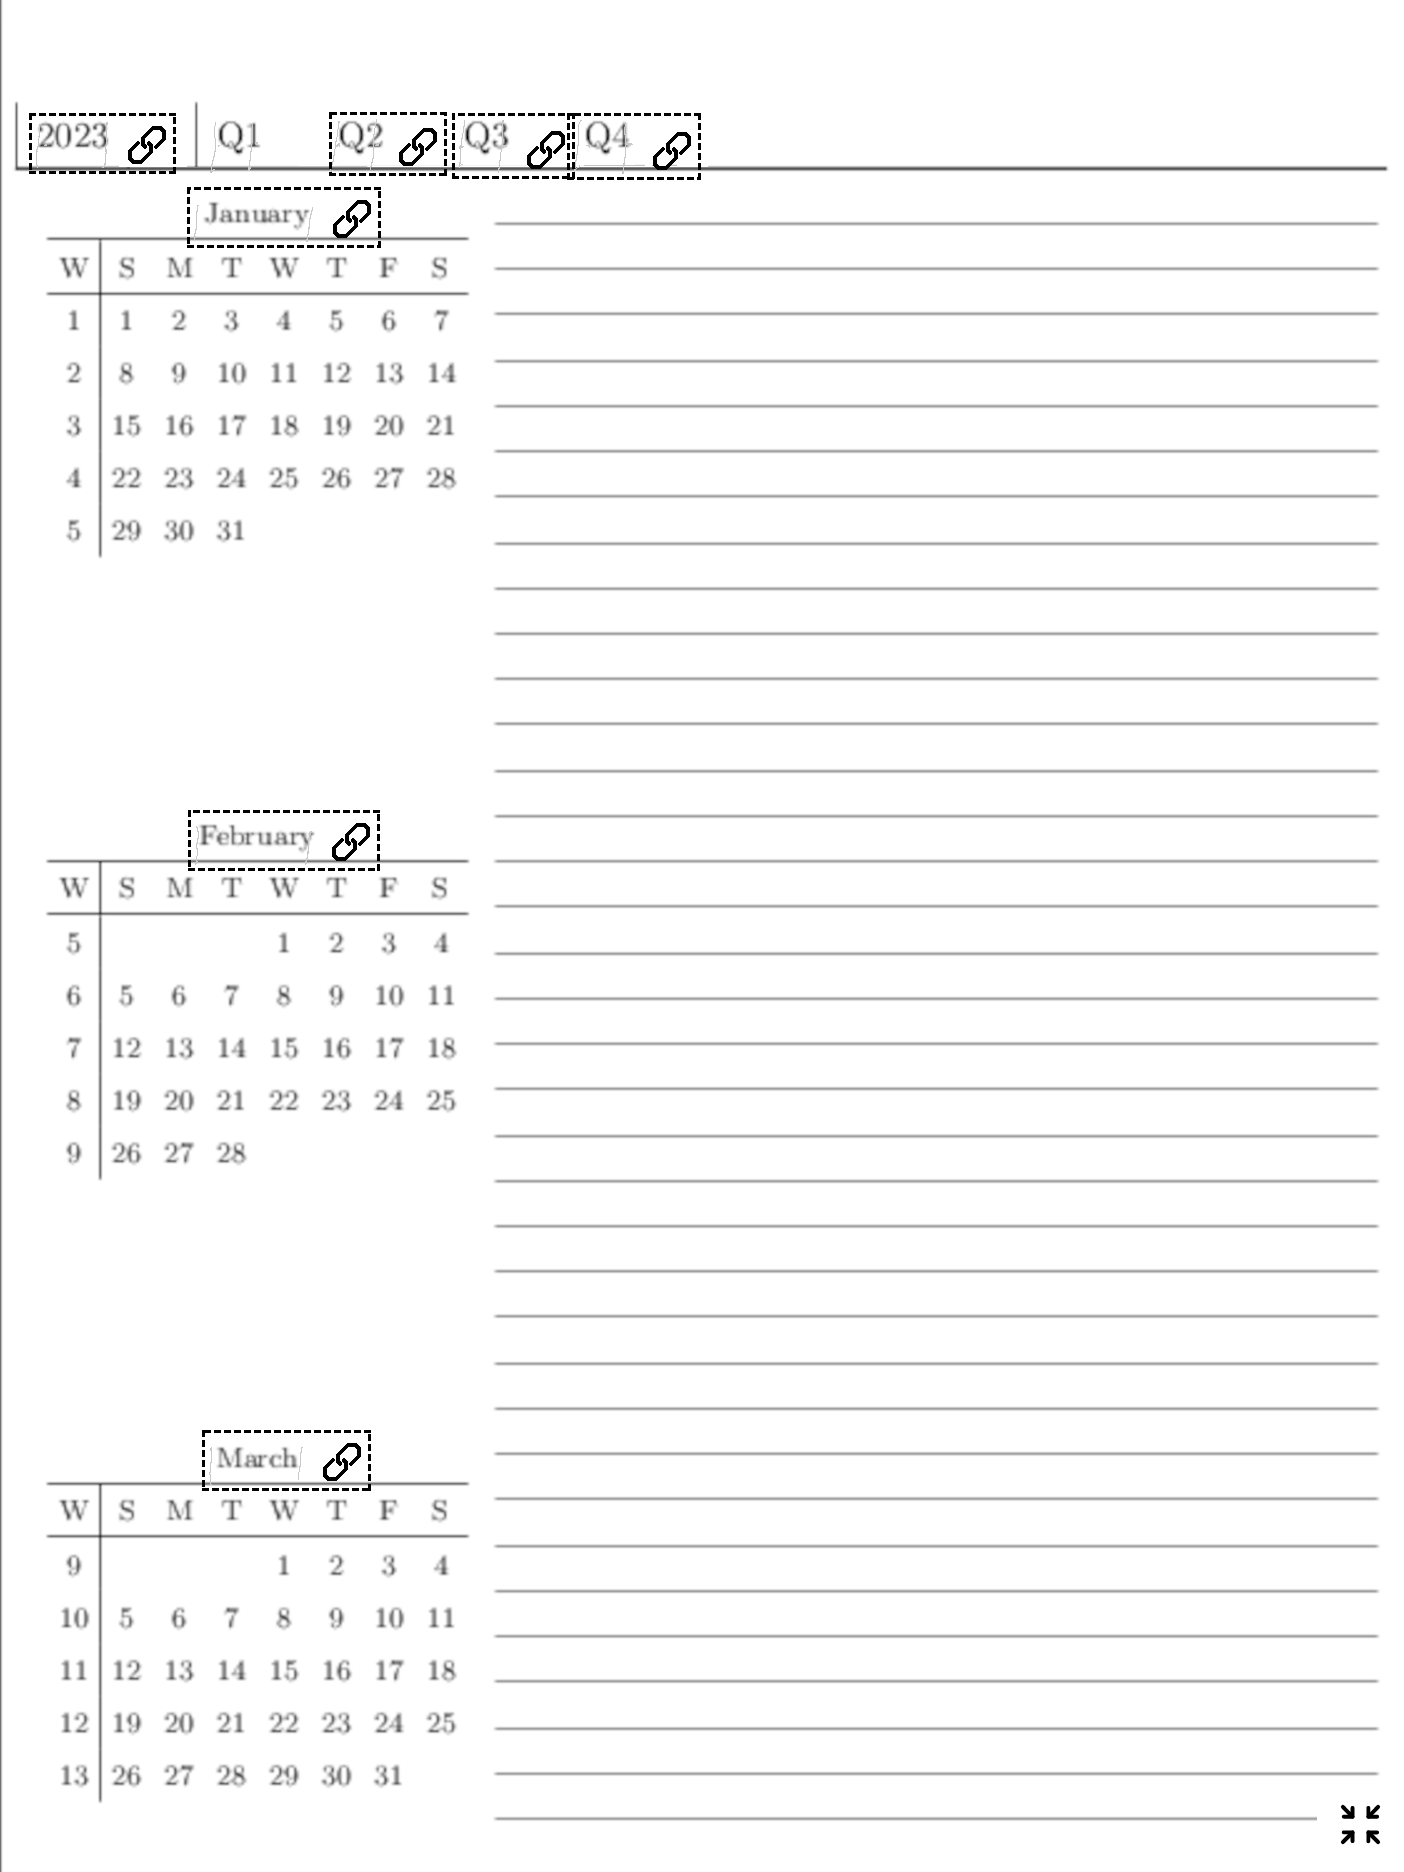 2023 Q1 Q2 Q3 Q4
January
W S M T W T F S
1 1 2 3 4 5 6 7
2 8 9 10 11 12 13 14
3 15 16 17 18 19 20 21
4 22 23 24 25 26 27 28
5 29 30 31
February
W S M T W T F S
5 1 2 3 4
6 5 6 7 8 9 10 11
7 12 13 14 15 16 17 18
8 19 20 21 22 23 24 25
9 26 27 28
March
W S M T W T F S
9 1 2 3 4
10 5 6 7 8 9 10 11
11 12 13 14 15 16 17 18
12 19 20 21 22 23 24 25
13 26 27 28 29 30 31